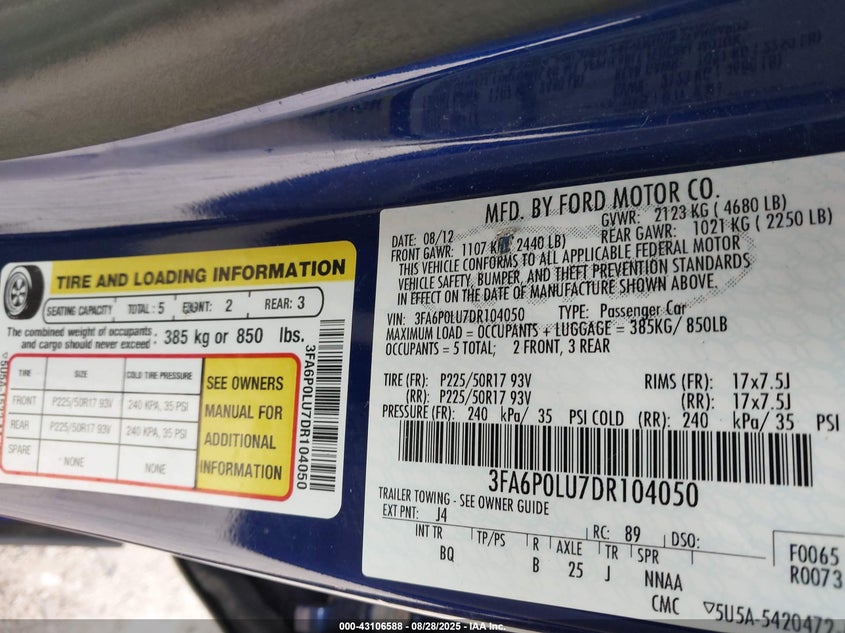 TIRE AND LOADING INFORMATION
SEATING CAPACITY TOTAL: 5 FRONT: 2 REAR: 3
The combined weight of occupants and cargo should never exceed : 385 kg or 850 lbs.
TIRE SIZE COLD TIRE PRESSURE
FRONT P225/50R17 93V 240 KPA, 35 PSI
REAR P225/50R17 93V 240 KPA, 35 PSI
SPARE NONE NONE
SEE OWNERS
MANUAL FOR
ADDITIONAL
INFORMATION
3FA6P0LU7DR104050
MFD. BY FORD MOTOR CO.
DATE: 08/12 GVWR: 2123 KG ( 4680 LB)
FRONT GAWR: 1107 KG 2440 LB) REAR GAWR: 1021 KG ( 2250 LB)
THIS VEHICLE CONFORMS TO ALL APPLICABLE FEDERAL MOTOR
VEHICLE SAFETY, BUMPER, AND THEFT PREVENTION STANDARDS
IN EFFECT ON THE DATE OF MANUFACTURE SHOWN ABOVE.
VIN: 3FA6P0LU7DR104050 TYPE: Passenger Car
MAXIMUM LOAD = OCCUPANTS + LUGGAGE = 385KG/ 850LB
OCCUPANTS = 5 TOTAL; 2 FRONT, 3 REAR
TIRE (FR): P225/50R17 93V RIMS (FR): 17x7.5J
(RR): P225/50R17 93V (RR): 17x7.5J
PRESSURE (FR): 240 kPa/ 35 PSI COLD (RR): 240 kPa/ 35 PSI
3FA6P0LU7DR104050
TRAILER TOWING - SEE OWNER GUIDE
EXT PNT: J4 RC: 89 DSO:
INT TR TP/PS R AXLE TR SPR
BQ B 25 J NNAA
CMC
F0065
R0073
▽5U5A-5420472-
000-43106588 - 08/28/2025 - IAA Inc.